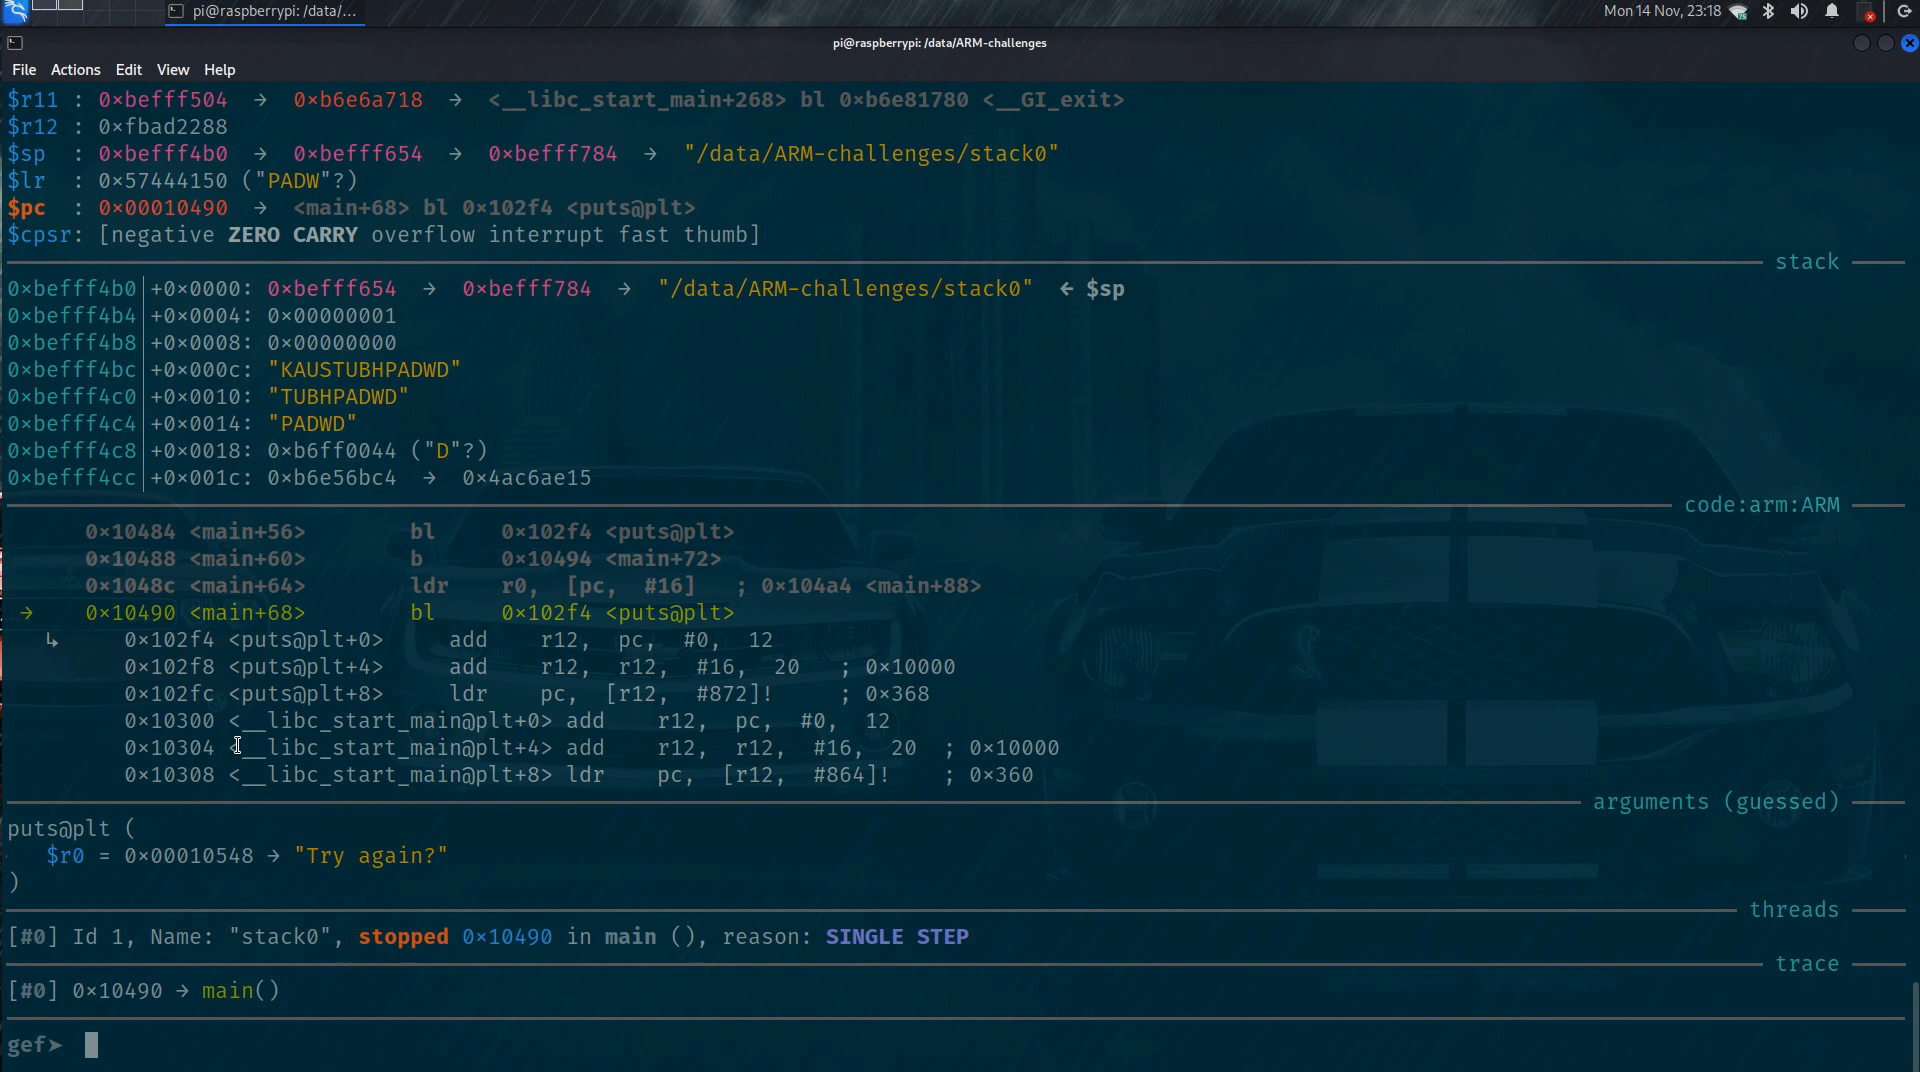 pi@raspberrypi: /data/...
Mon 14 Nov, 23:18
pi@raspberrypi: /data/ARM-challenges
File Actions Edit View Help
$r11 : 0×befff504 → 0×b6e6a718 → <__libc_start_main+268> bl 0×b6e81780 <__GI_exit>
$r12 : 0×fbad2288
$sp : 0×befff4b0 → 0×befff654 → 0×befff784 → "/data/ARM-challenges/stack0"
$lr : 0×57444150 ("PADW"?)
$pc : 0×00010490 → <main+68> bl 0×102f4 <puts@plt>
$cpsr: [negative ZERO CARRY overflow interrupt fast thumb]
stack
0×befff4b0│+0×0000: 0×befff654 → 0×befff784 → "/data/ARM-challenges/stack0" ← $sp
0×befff4b4│+0×0004: 0×00000001
0×befff4b8│+0×0008: 0×00000000
0×befff4bc│+0×000c: "KAUSTUBHPADWD"
0×befff4c0│+0×0010: "TUBHPADWD"
0×befff4c4│+0×0014: "PADWD"
0×befff4c8│+0×0018: 0×b6ff0044 ("D"?)
0×befff4cc│+0×001c: 0×b6e56bc4 → 0×4ac6ae15
code:arm:ARM
0×10484 <main+56> bl 0×102f4 <puts@plt>
0×10488 <main+60> b 0×10494 <main+72>
0×1048c <main+64> ldr r0, [pc, #16] ; 0×104a4 <main+88>
→ 0×10490 <main+68> bl 0×102f4 <puts@plt>
↳ 0×102f4 <puts@plt+0> add r12, pc, #0, 12
0×102f8 <puts@plt+4> add r12, r12, #16, 20 ; 0×10000
0×102fc <puts@plt+8> ldr pc, [r12, #872]! ; 0×368
0×10300 <__libc_start_main@plt+0> add r12, pc, #0, 12
0×10304 <__libc_start_main@plt+4> add r12, r12, #16, 20 ; 0×10000
0×10308 <__libc_start_main@plt+8> ldr pc, [r12, #864]! ; 0×360
arguments (guessed)
puts@plt (
$r0 = 0×00010548 → "Try again?"
)
threads
[#0] Id 1, Name: "stack0", stopped 0×10490 in main (), reason: SINGLE STEP
trace
[#0] 0×10490 → main()
gef➤